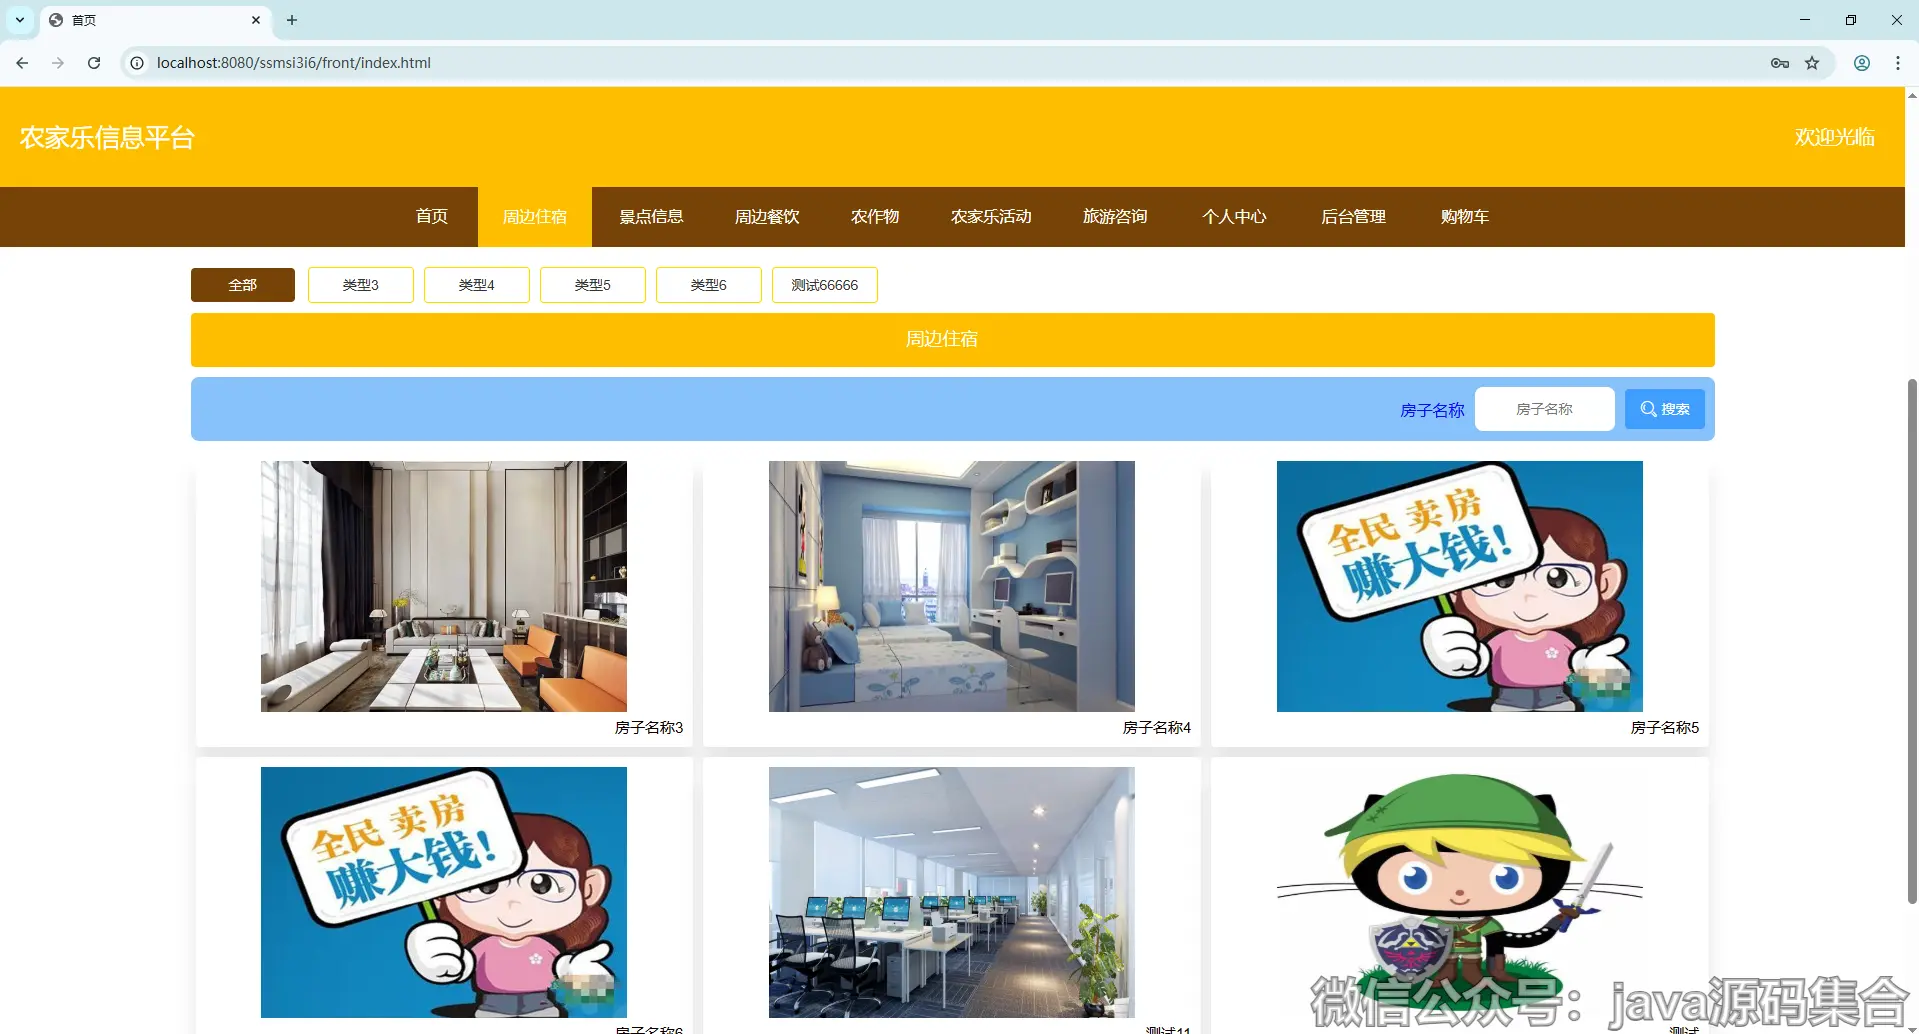 首页
localhost:8080/ssmsi3i6/front/index.html
农家乐信息平台
欢迎光临
首页 周边住宿 景点信息 周边餐饮 农作物 农家乐活动 旅游咨询 个人中心 后台管理 购物车
全部 类型3 类型4 类型5 类型6 测试66666
周边住宿
房子名称 房子名称 搜索
全民 卖房
赚大钱!
房子名称3 房子名称4 房子名称5
全民 卖房
赚大钱!
房子名称6 测试11 测试
微信公众号：java源码集合